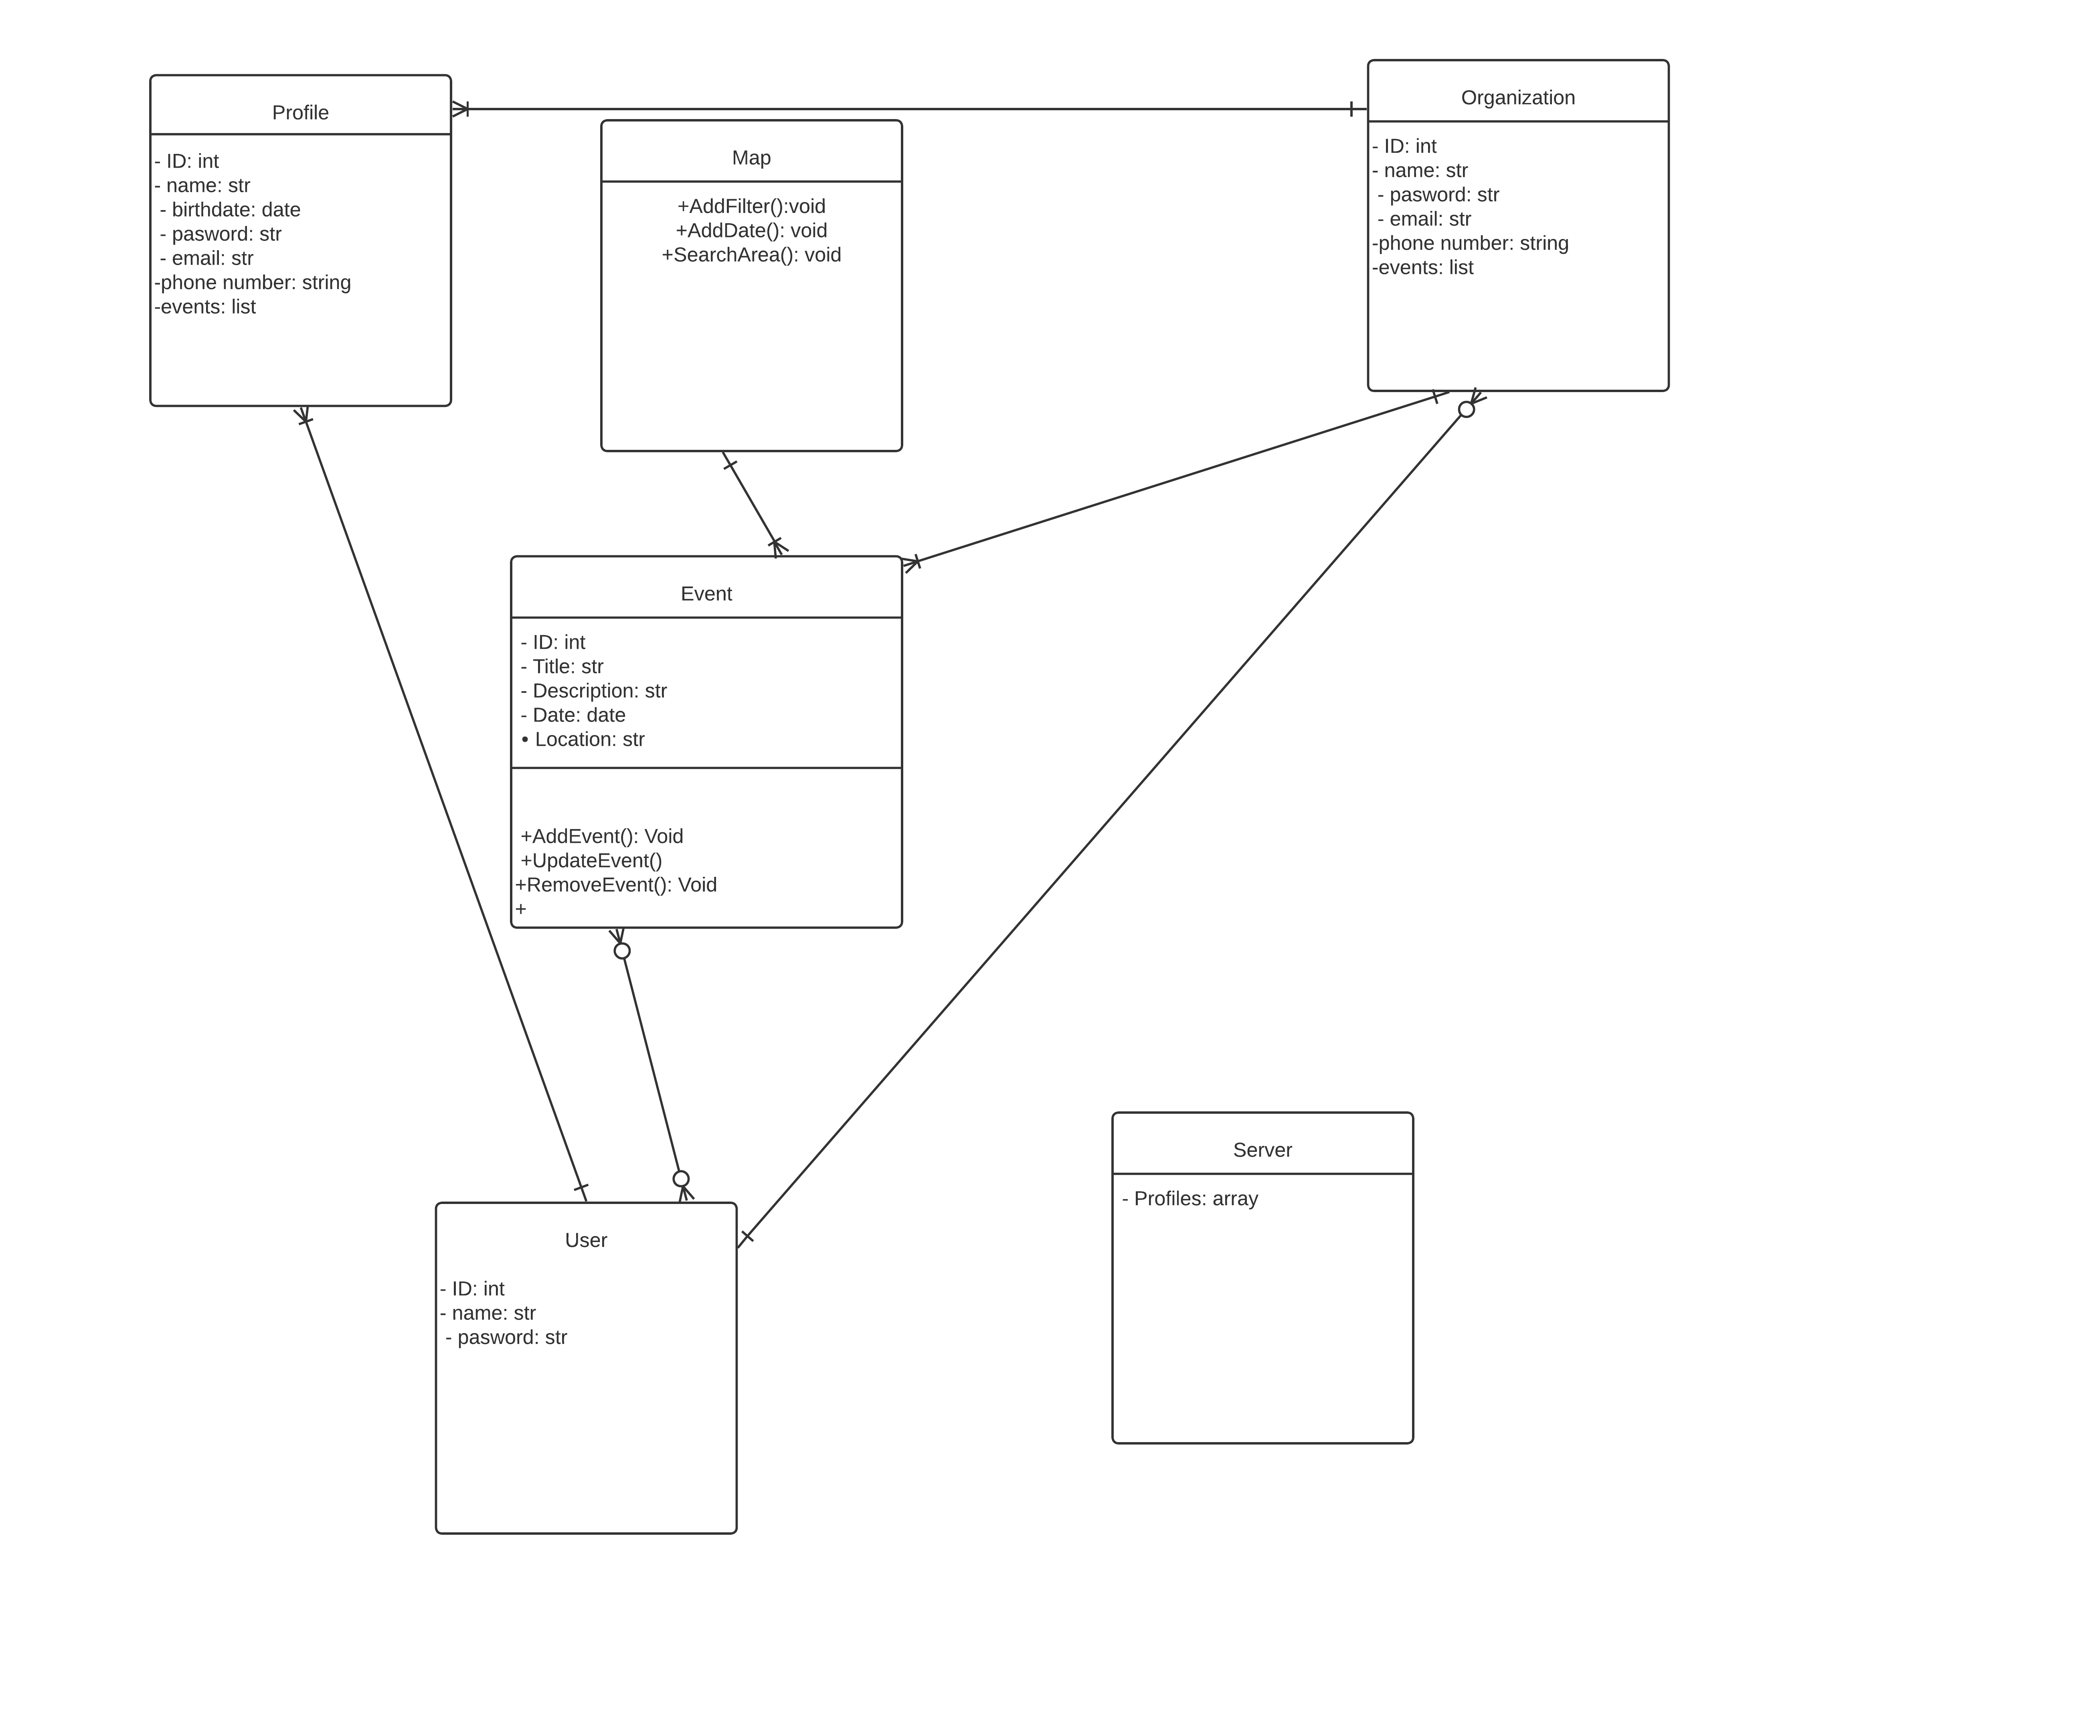 Profile
- ID: int
- name: str
- birthdate: date
- pasword: str
- email: str
-phone number: string
-events: list
Map
+AddFilter():void
+AddDate(): void
+SearchArea(): void
Organization
- ID: int
- name: str
- pasword: str
- email: str
-phone number: string
-events: list
Event
- ID: int
- Title: str
- Description: str
- Date: date
• Location: str
+AddEvent(): Void
+UpdateEvent()
+RemoveEvent(): Void
+
User
- ID: int
- name: str
- pasword: str
Server
- Profiles: array